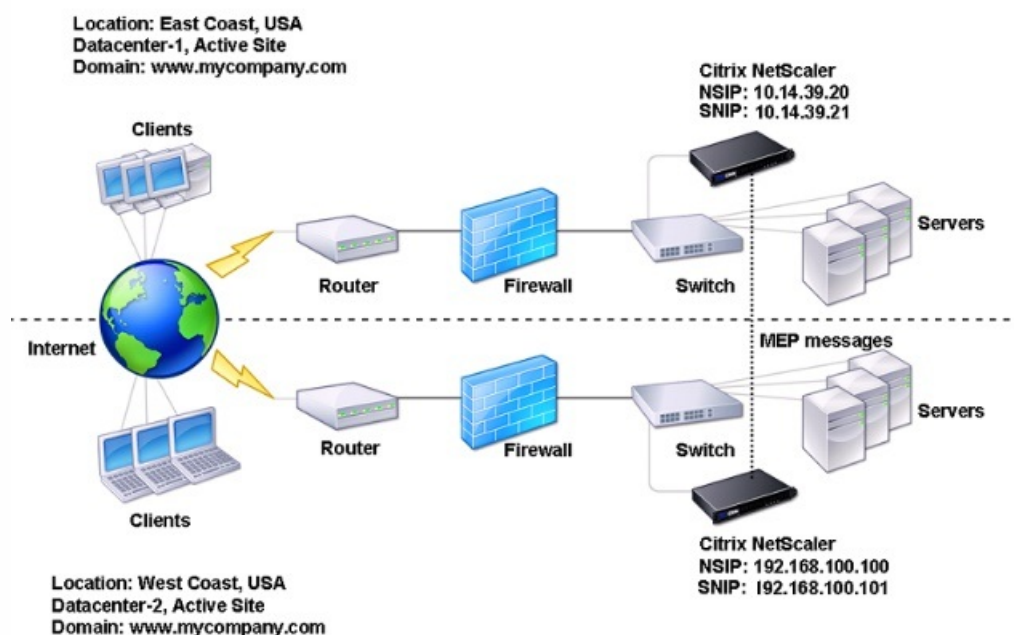 Location: East Coast, USA
Datacenter-1, Active Site
Domain: www.mycompany.com
Citrix NetScaler
NSIP: 10.14.39.20
SNIP: 10.14.39.21
Clients
Servers
Router
Firewall
Switch
Internet
MEP messages
Servers
Router
Firewall
Switch
Clients
Citrix NetScaler
NSIP: 192.168.100.100
SNIP: 192.168.100.101
Location: West Coast, USA
Datacenter-2, Active Site
Domain: www.mycompany.com